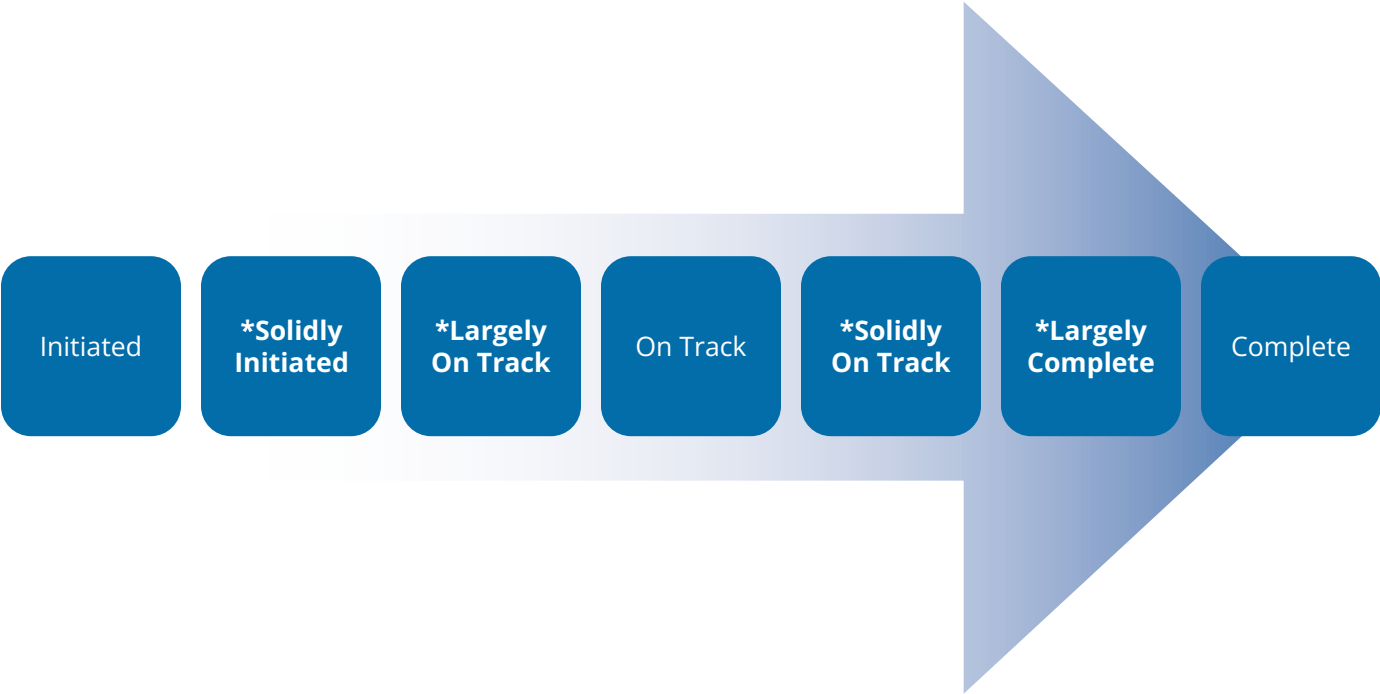 Initiated
*Solidly
Initiated
*Largely
On Track
On Track
*Solidly
On Track
*Largely
Complete
Complete